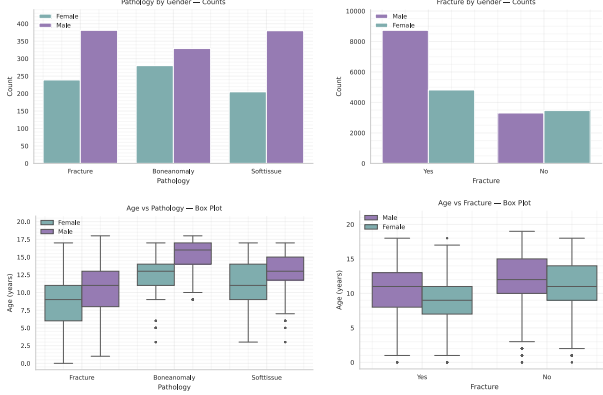 Pathology by Gender — Counts
Female
Male
400
350
300
250
200
150
100
50
0
Count
Fracture
Boneanomaly
Softtissue
Pathology
Fracture by Gender — Counts
Male
Female
10000
8000
6000
4000
2000
0
Count
Yes
No
Fracture
Age vs Pathology — Box Plot
Female
Male
20.0
17.5
15.0
12.5
10.0
7.5
5.0
2.5
0.0
Age (years)
Fracture
Boneanomaly
Softtissue
Pathology
Age vs Fracture — Box Plot
Male
Female
20
15
10
5
0
Age (years)
Yes
No
Fracture